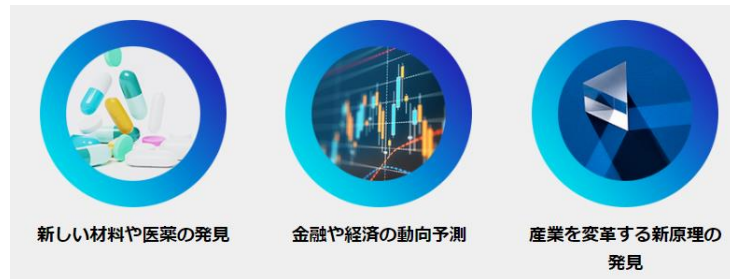 新しい材料や医薬の発見
金融や経済の動向予測
産業を変革する新原理の
発見